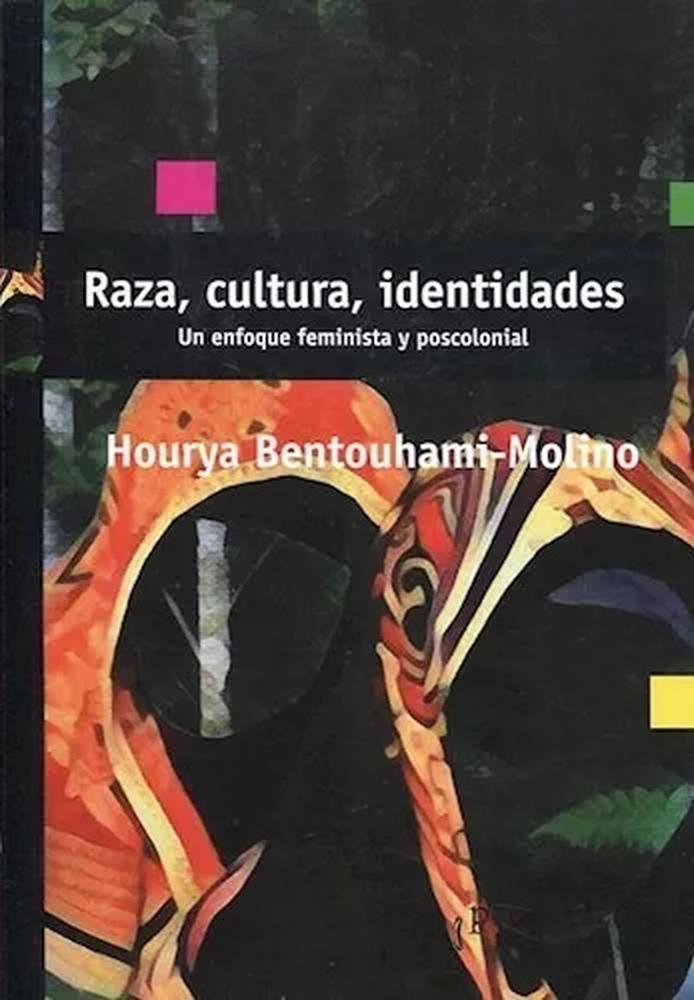 Raza, cultura, identidades
Un enfoque feminista y poscolonial
Hourya Bentouhami-Molino